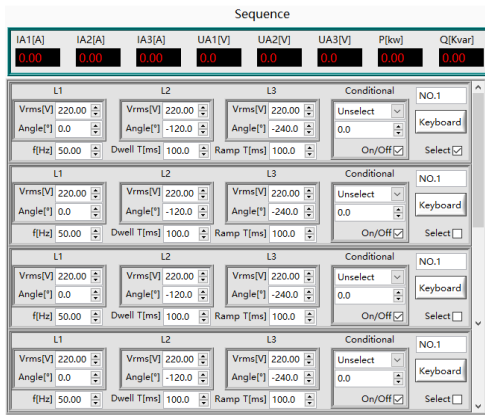 Sequence
IA1[A] IA2[A] IA3[A] UA1[V] UA2[V] UA3[V] P[kw] Q[Kvar]
0.00 0.00 0.00 0.0 0.0 0.0 0.00 0.00
L1 L2 L3 Conditional NO.1
Vrms[V] 220.00 Vrms[V] 220.00 Vrms[V] 220.00 Unselect Keyboard
Angle[°] 0.0 Angle[°] -120.0 Angle[°] -240.0 0.0
f[Hz] 50.00 Dwell T[ms] 100.0 Ramp T[ms] 100.0 On/Off Select
L1 L2 L3 Conditional NO.1
Vrms[V] 220.00 Vrms[V] 220.00 Vrms[V] 220.00 Unselect Keyboard
Angle[°] 0.0 Angle[°] -120.0 Angle[°] -240.0 0.0
f[Hz] 50.00 Dwell T[ms] 100.0 Ramp T[ms] 100.0 On/Off Select
L1 L2 L3 Conditional NO.1
Vrms[V] 220.00 Vrms[V] 220.00 Vrms[V] 220.00 Unselect Keyboard
Angle[°] 0.0 Angle[°] -120.0 Angle[°] -240.0 0.0
f[Hz] 50.00 Dwell T[ms] 100.0 Ramp T[ms] 100.0 On/Off Select
L1 L2 L3 Conditional NO.1
Vrms[V] 220.00 Vrms[V] 220.00 Vrms[V] 220.00 Unselect Keyboard
Angle[°] 0.0 Angle[°] -120.0 Angle[°] -240.0 0.0
f[Hz] 50.00 Dwell T[ms] 100.0 Ramp T[ms] 100.0 On/Off Select